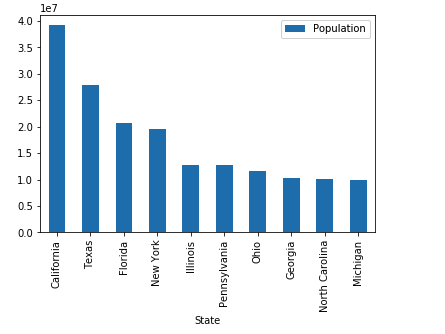 1e7
4.0
3.5
3.0
2.5
2.0
1.5
1.0
0.5
0.0
Population
California
Texas
Florida
New York
Illinois
Pennsylvania
Ohio
Georgia
North Carolina
Michigan
State